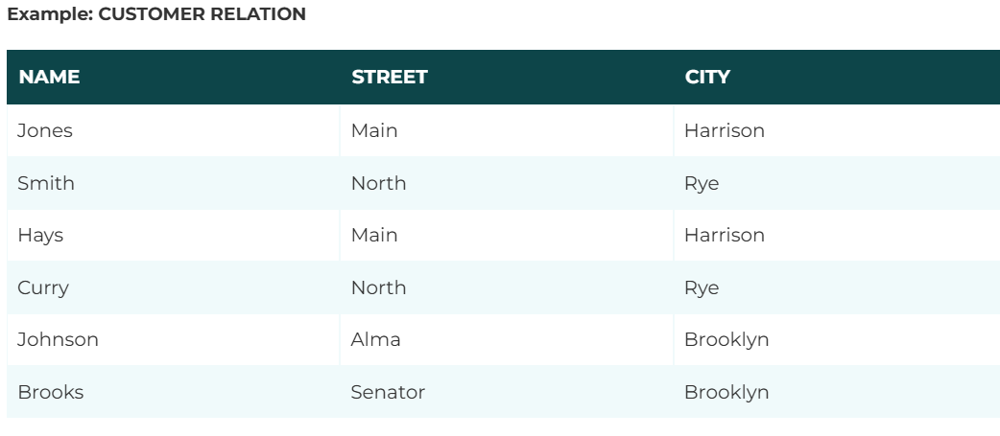 Example: CUSTOMER RELATION
NAME STREET CITY
Jones Main Harrison
Smith North Rye
Hays Main Harrison
Curry North Rye
Johnson Alma Brooklyn
Brooks Senator Brooklyn